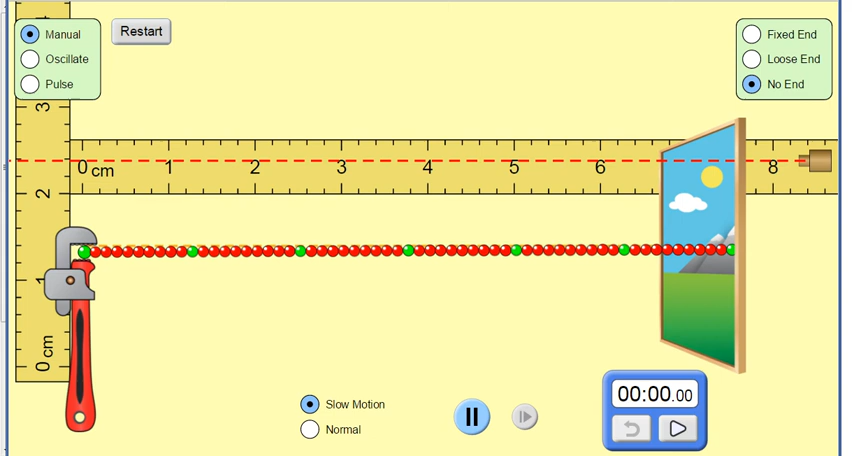 Manual
Oscillate
Pulse
Restart
Fixed End
Loose End
No End
3
2
1
0 cm
0 cm 1 2 3 4 5 6 8
Slow Motion
Normal
00:00.00